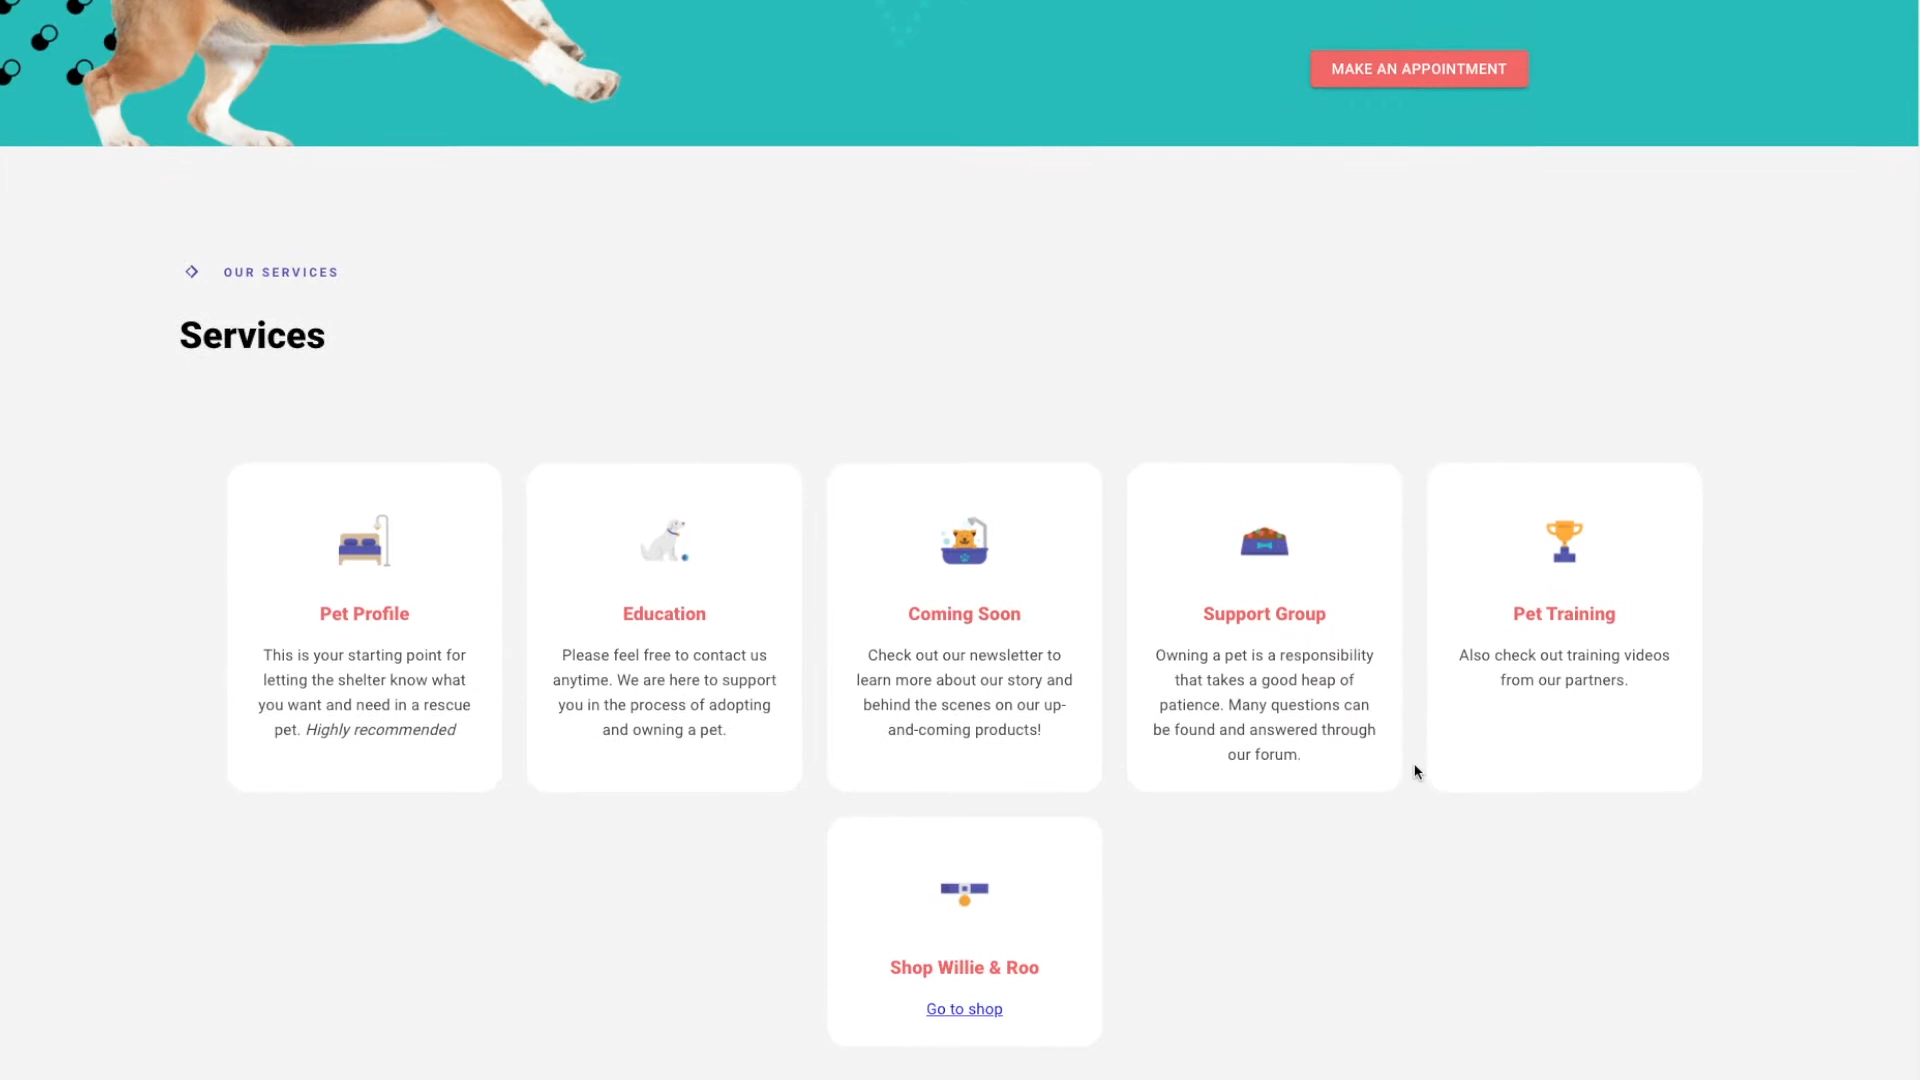 MAKE AN APPOINTMENT
OUR SERVICES
Services
Pet Profile
This is your starting point for
letting the shelter know what
you want and need in a rescue
pet. Highly recommended
Education
Please feel free to contact us
anytime. We are here to support
you in the process of adopting
and owning a pet.
Coming Soon
Check out our newsletter to
learn more about our story and
behind the scenes on our up-
and-coming products!
Support Group
Owning a pet is a responsibility
that takes a good heap of
patience. Many questions can
be found and answered through
our forum.
Pet Training
Also check out training videos
from our partners.
Shop Willie & Roo
Go to shop